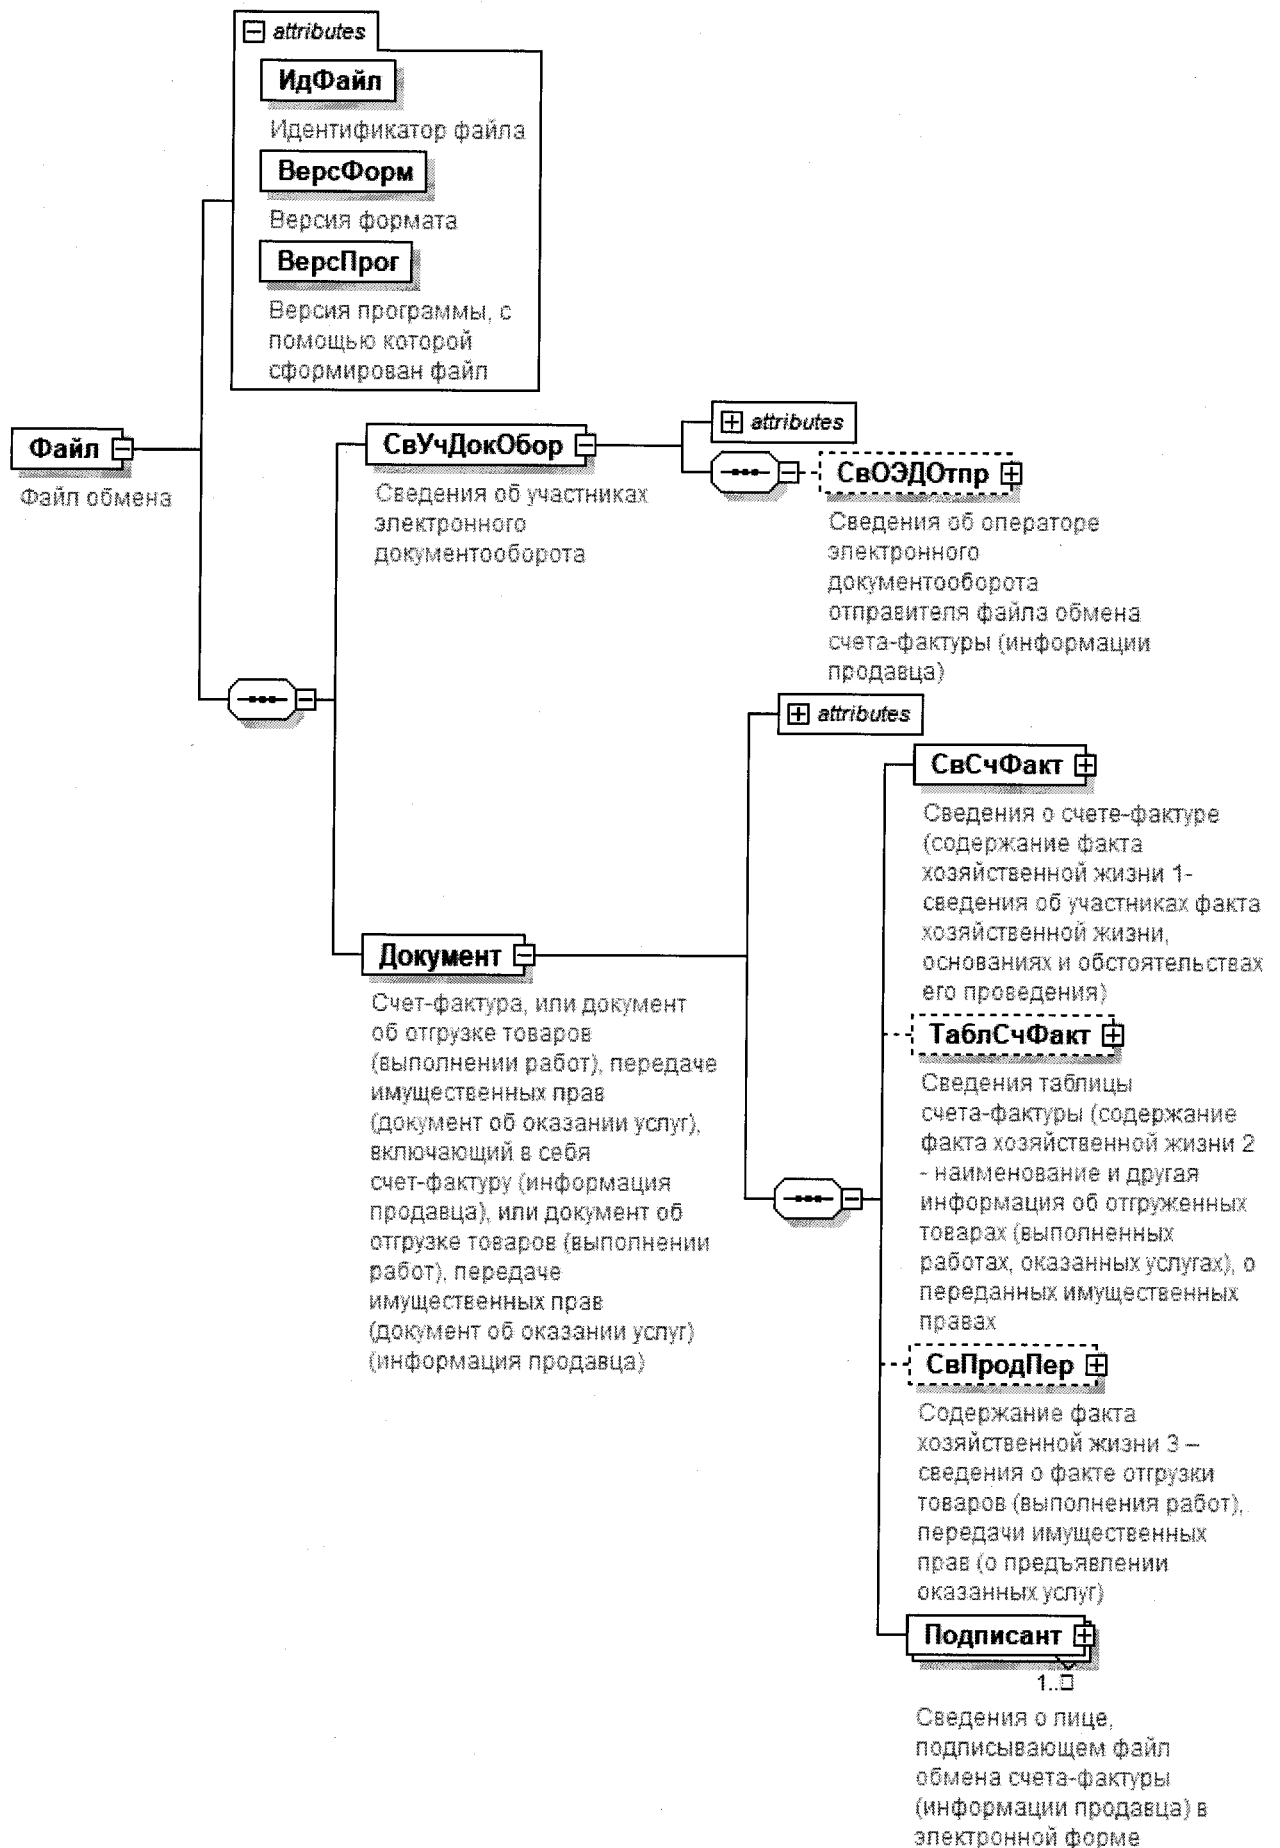 attributes
ИдФайл
Идентификатор файла
ВерсФорм
Версия формата
ВерсПрог
Версия программы, с
помощью которой
сформирован файл
Файл
Файл обмена
СвУчДокОбор
Сведения об участниках
электронного
документооборота
attributes
СвОЭДОтпр
Сведения об операторе
электронного
документооборота
отправителя файла обмена
счета-фактуры (информации
продавца)
Документ
Счет-фактура, или документ
об отгрузке товаров
(выполнении работ), передаче
имущественных прав
(документ об оказании услуг),
включающий в себя
счет-фактуру (информация
продавца), или документ об
отгрузке товаров (выполнении
работ), передаче
имущественных прав
(документ об оказании услуг)
(информация продавца)
attributes
СвСчФакт
Сведения о счете-фактуре
(содержание факта
хозяйственной жизни 1-
сведения об участниках факта
хозяйственной жизни,
основаниях и обстоятельствах
его проведения)
ТаблСчФакт
Сведения таблицы
счета-фактуры (содержание
факта хозяйственной жизни 2
- наименование и другая
информация об отгруженных
товарах (выполненных
работах, оказанных услугах), о
переданных имущественных
правах
СвПродПер
Содержание факта
хозяйственной жизни 3 –
сведения о факте отгрузки
товаров (выполнения работ),
передачи имущественных
прав (о предъявлении
оказанных услуг)
Подписант
1..□
Сведения о лице,
подписывающем файл
обмена счета-фактуры
(информации продавца) в
электронной форме